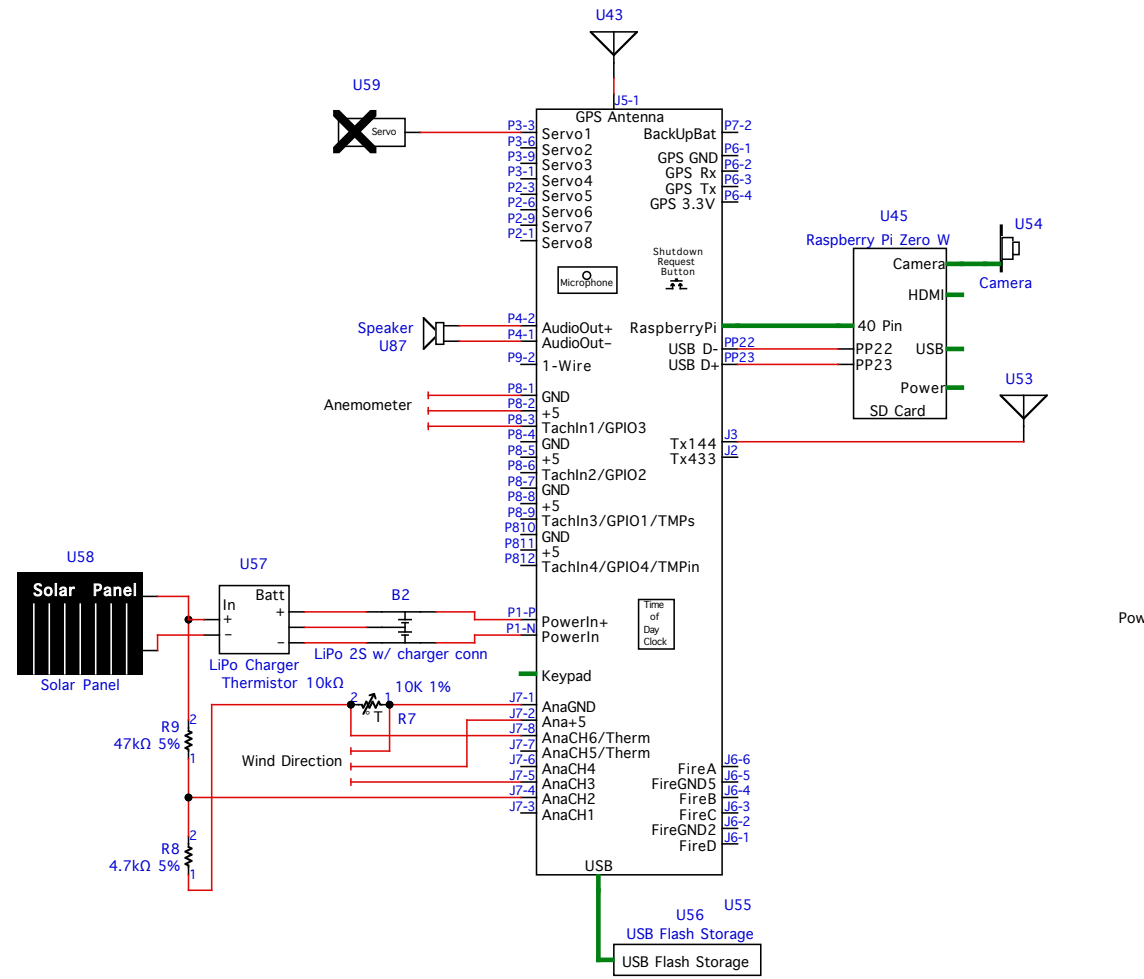 U43
J5-1
GPS Antenna
U59
Servo
P3-3
Servo1
P3-6
Servo2
P3-9
Servo3
P3-1
Servo4
P2-3
Servo5
P2-6
Servo6
P2-9
Servo7
P2-1
Servo8
P7-2
BackUpBat
P6-1
GPS GND
P6-2
GPS Rx
P6-3
GPS Tx
P6-4
GPS 3.3V
Microphone
Shutdown
Request
Button
U45
Raspberry Pi Zero W
U54
Camera
Camera
HDMI
40 Pin
PP22
USB
PP23
Power
SD Card
U53
Speaker
U87
P4-2
AudioOut+
P4-1
AudioOut-
P9-2
1-Wire
RaspberryPi
PP22
USB D-
PP23
USB D+
Anemometer
P8-1
GND
P8-2
+5
P8-3
TachIn1/GPIO3
P8-4
GND
P8-5
+5
P8-6
TachIn2/GPIO2
P8-7
GND
P8-8
+5
P8-9
TachIn3/GPIO1/TMPs
P810
GND
P811
+5
P812
TachIn4/GPIO4/TMPin
J3
Tx144
J2
Tx433
U58
Solar Panel
Solar Panel
U57
In
Batt
+
+
-
-
LiPo Charger
B2
LiPo 2S w/ charger conn
P1-P
PowerIn+
P1-N
PowerIn
Time
of
Day
Clock
Pow
Keypad
Thermistor 10kΩ
10K 1%
2
1
T
R7
J7-1
AnaGND
J7-2
Ana+5
J7-8
AnaCH6/Therm
J7-7
AnaCH5/Therm
J7-6
AnaCH4
J7-5
AnaCH3
J7-4
AnaCH2
J7-3
AnaCH1
Wind Direction
2
R9
47kΩ 5%
1
2
R8
4.7kΩ 5%
1
J6-6
FireA
J6-5
FireGND5
J6-4
FireB
J6-3
FireC
J6-2
FireGND2
J6-1
FireD
USB
U55
U56
USB Flash Storage
USB Flash Storage